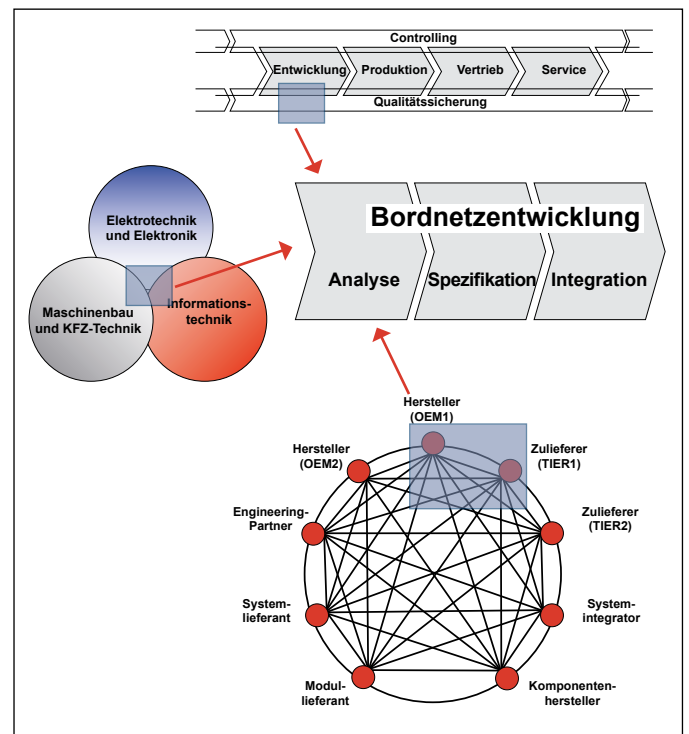 Controlling
Entwicklung
Produktion
Vertrieb
Service
Qualitätssicherung
Elektrotechnik
und Elektronik
Maschinenbau
und KFZ-Technik
Informations-
technik
Bordnetzentwicklung
Analyse
Spezifikation
Integration
Hersteller
(OEM1)
Hersteller
(OEM2)
Zulieferer
(TIER1)
Engineering-
Partner
Zulieferer
(TIER2)
System-
lieferant
System-
integrator
Modul-
lieferant
Komponenten-
hersteller